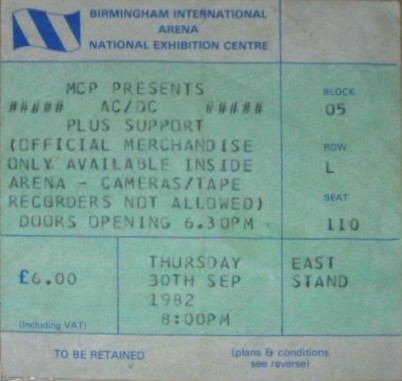 BIRMINGHAM INTERNATIONAL
ARENA
NATIONAL EXHIBITION CENTRE
MCP PRESENTS
##### AC/DC #####
PLUS SUPPORT
(OFFICIAL MERCHANDISE
ONLY AVAILABLE INSIDE
ARENA - CAMERAS/TAPE
RECORDERS NOT ALLOWED)
DOORS OPENING 6.30PM
BLOCK
05
ROW
L
SEAT
110
£6.00
(including VAT)
THURSDAY
30TH SEP
1982
8:00PM
EAST
STAND
TO BE RETAINED
(plans & conditions
see reverse)